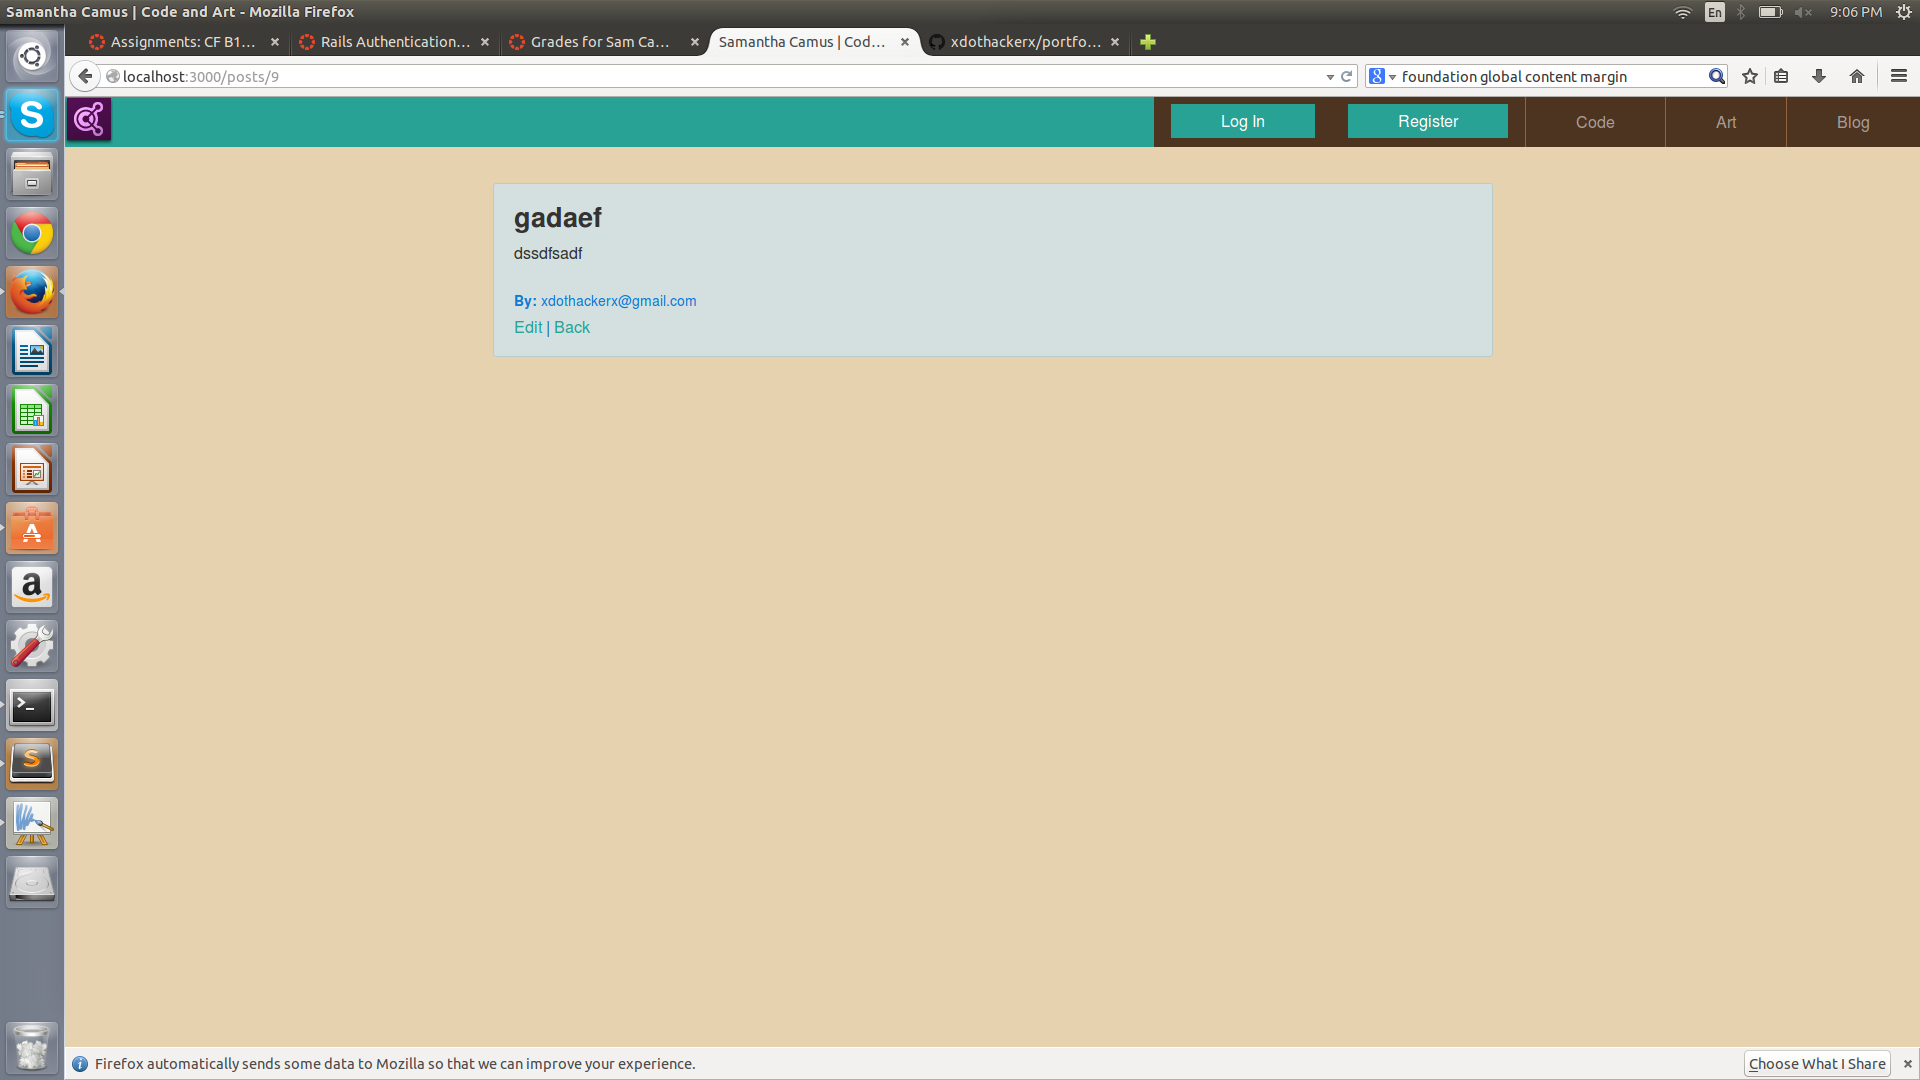 Samantha Camus | Code and Art - Mozilla Firefox
En
9:06 PM
Assignments: CF B1...
Rails Authentication...
Grades for Sam Ca...
Samantha Camus | Cod...
xdothackerx/portfo...
localhost:3000/posts/9
foundation global content margin
Log In
Register
Code
Art
Blog
gadaef
dssdfsadf
By: xdothackerx@gmail.com
Edit | Back
Firefox automatically sends some data to Mozilla so that we can improve your experience.
Choose What I Share